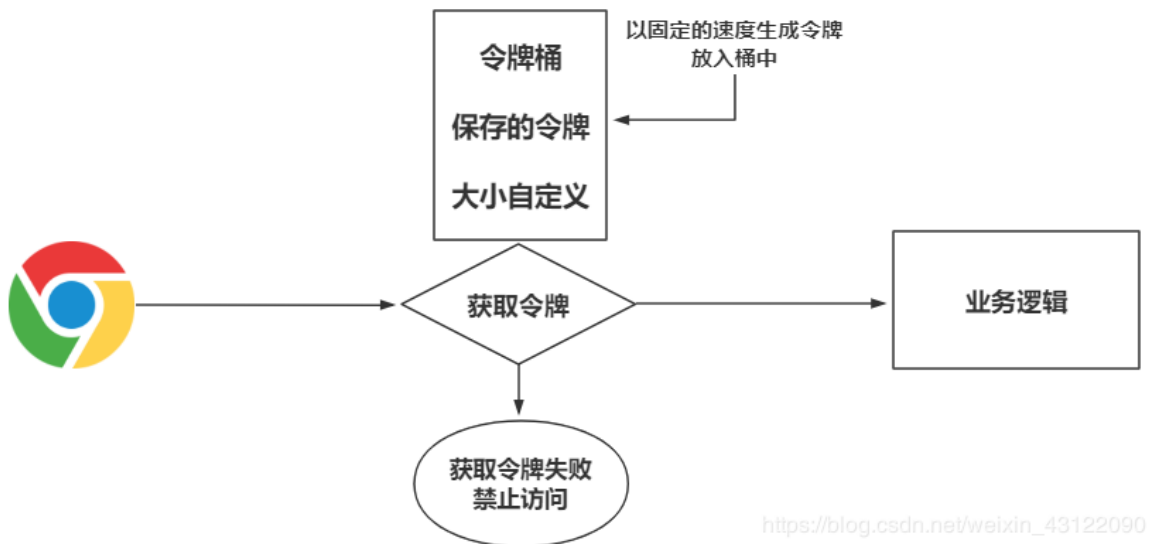 令牌桶
保存的令牌
大小自定义
以固定的速度生成令牌
放入桶中
获取令牌
业务逻辑
获取令牌失败
禁止访问
https://blog.csdn.net/weixin_43122090